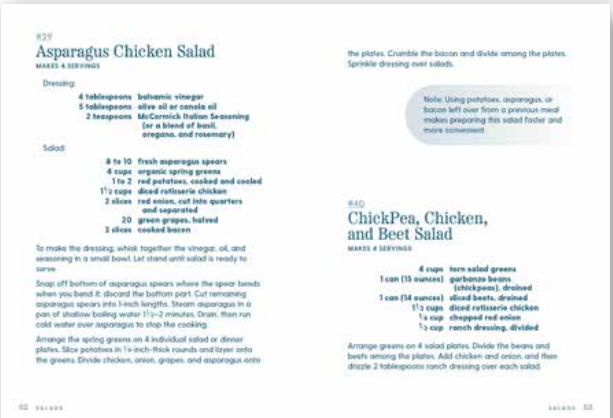 #39
Asparagus Chicken Salad
MAKES 4 SERVINGS
Dressing:
4 tablespoons balsamic vinegar
5 tablespoons olive oil or canola oil
2 teaspoons McCormick Italian Seasoning
(or a blend of basil,
oregano, and rosemary)
Salad:
8 to 10 fresh asparagus spears
4 cups organic spring greens
1 to 2 red potatoes, cooked and cooled
1½ cups diced rotisserie chicken
2 slices red onion, cut into quarters
and separated
20 green grapes, halved
3 slices cooked bacon
To make the dressing, whisk together the vinegar, oil, and
seasoning in a small bowl. Let stand until salad is ready to
serve.
Snap off bottom of asparagus spears where the spear bends
when you bend it; discard the bottom part. Cut remaining
asparagus spears into 1-inch lengths. Steam asparagus in a
pan of shallow boiling water 1½–2 minutes. Drain, then run
cold water over asparagus to stop the cooking.
Arrange the spring greens on 4 individual salad or dinner
plates. Slice potatoes in ¼-inch-thick rounds and layer onto
the greens. Divide chicken, onion, grapes, and asparagus onto
52 SALADS
the plates. Crumble the bacon and divide among the plates.
Sprinkle dressing over salads.
Note: Using potatoes, asparagus, or
bacon left over from a previous meal
makes preparing this salad faster and
more convenient.
#40
ChickPea, Chicken,
and Beet Salad
MAKES 4 SERVINGS
4 cups torn salad greens
1 can (15 ounces) garbanzo beans
(chickpeas), drained
1 can (14 ounces) sliced beets, drained
1½ cups diced rotisserie chicken
cup chopped red onion
½ cup ranch dressing, divided
Arrange greens on 4 salad plates. Divide the beans and
beets among the plates. Add chicken and onion, and then
drizzle 2 tablespoons ranch dressing over each salad.
SALADS 53